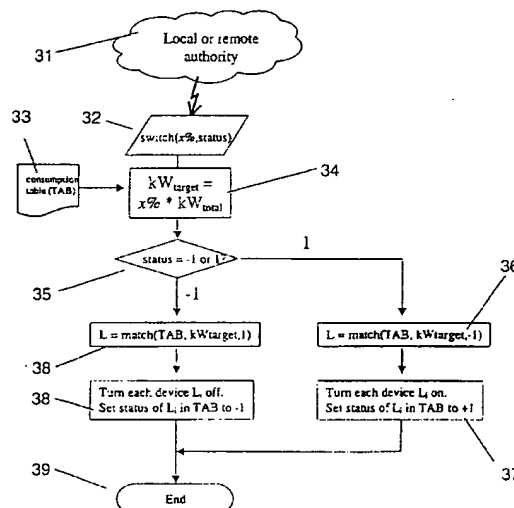 31
Local or remote
authority
33
32
switch(x%,status)
34
consumption
table (TAB)
kWtarget =
x% * kWtotal
status = -1 or 1?
1
35
-1
36
L = match(TAB, kWtarget,1)
L = match(TAB, kWtarget,-1)
38
Turn each device Li off.
Set status of Li in TAB to -1
Turn each device Li on.
Set status of Li in TAB to +1
38
37
39
End